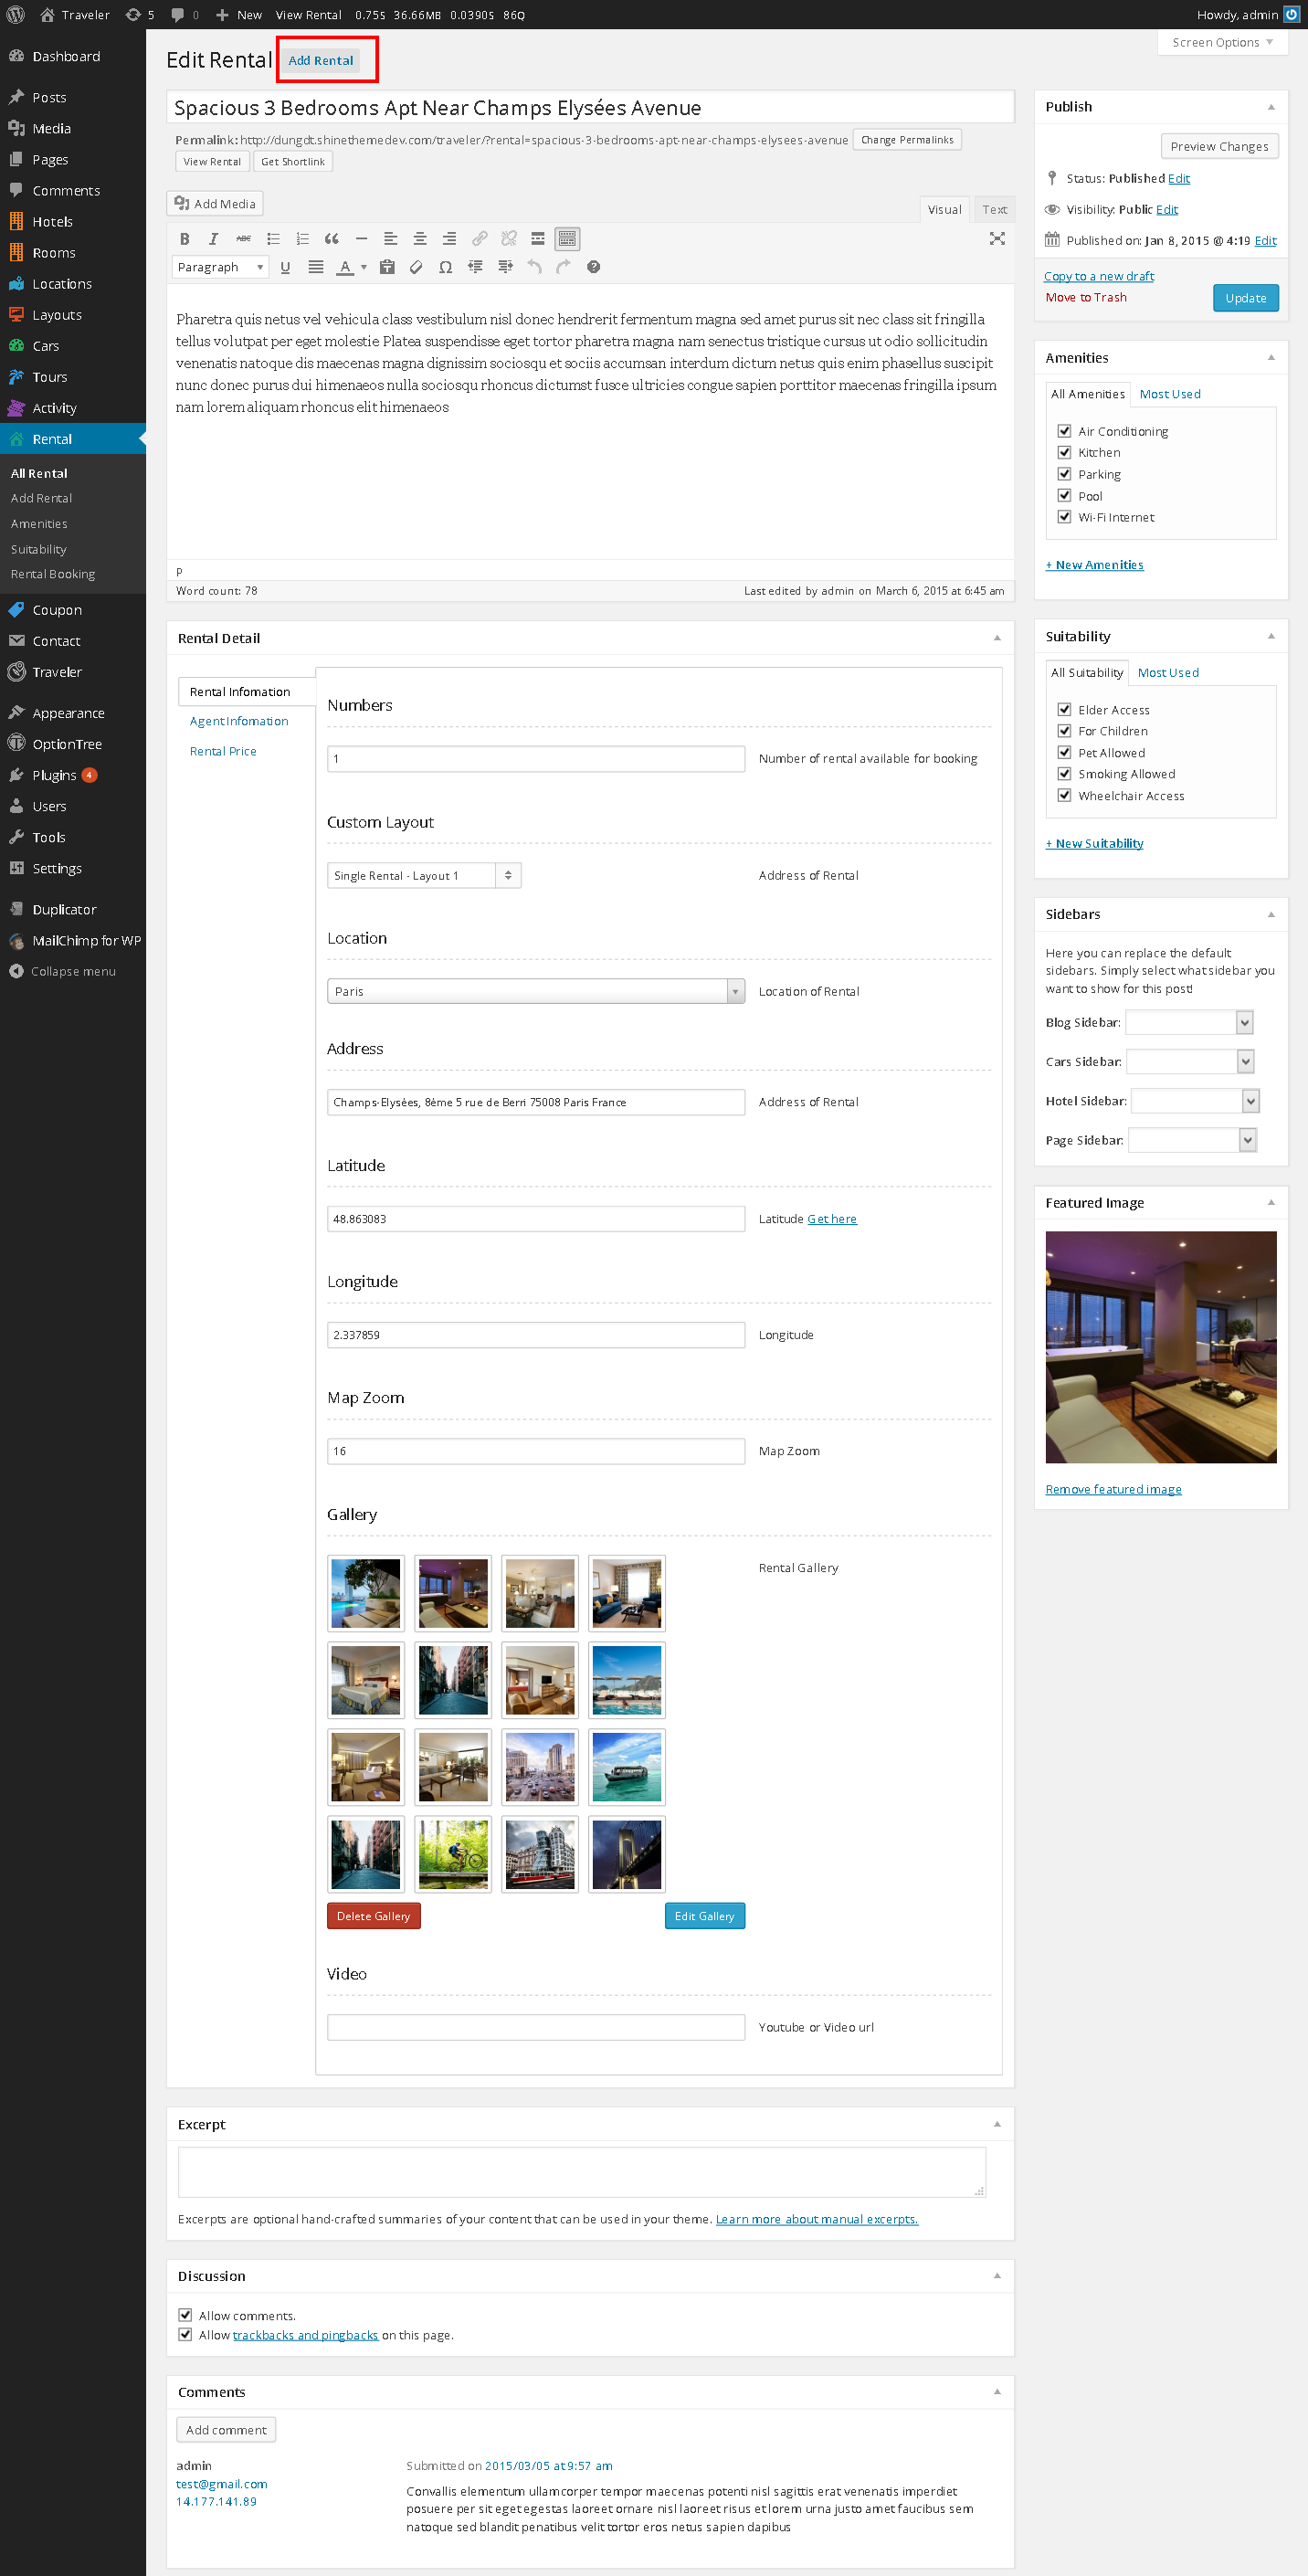 Traveler 5 0 New View Rental 0.75S 36.66MB 0.0390S 86Q Howdy, admin
Dashboard
Posts
Media
Pages
Comments
Hotels
Rooms
Locations
Layouts
Cars
Tours
Activity
Rental
All Rental
Add Rental
Amenities
Suitability
Rental Booking
Coupon
Contact
Traveler
Appearance
OptionTree
Plugins 4
Users
Tools
Settings
Duplicator
MailChimp for WP
Collapse menu
Screen Options
Edit Rental Add Rental
Spacious 3 Bedrooms Apt Near Champs Elysées Avenue
Permalink: http://dungdt.shinethemedev.com/traveler/?rental=spacious-3-bedrooms-apt-near-champs-elysees-avenue Change Permalinks
View Rental Get Shortlink
Add Media
Visual Text
B I ABC
Paragraph U A Ω
Pharetra quis netus vel vehicula class vestibulum nisl donec hendrerit fermentum magna sed amet purus sit nec class sit fringilla
tellus volutpat per eget molestie Platea suspendisse eget tortor pharetra magna nam senectus tristique cursus ut odio sollicitudin
venenatis natoque dis maecenas magna dignissim sociosqu et sociis accumsan interdum dictum netus quis enim phasellus suscipit
nunc donec purus dui himenaeos nulla sociosqu rhoncus dictumst fusce ultricies congue sapien porttitor maecenas fringilla ipsum
nam lorem aliquam rhoncus elit himenaeos
p
Word count: 78 Last edited by admin on March 6, 2015 at 6:45 am
Rental Detail
Rental Infomation
Agent Infomation
Rental Price
Numbers
1 Number of rental available for booking
Custom Layout
Single Rental - Layout 1 Address of Rental
Location
Paris Location of Rental
Address
Champs-Elysées, 8ème 5 rue de Berri 75008 Paris France Address of Rental
Latitude
48.863083 Latitude Get here
Longitude
2.337859 Longitude
Map Zoom
16 Map Zoom
Gallery
Rental Gallery
Delete Gallery Edit Gallery
Video
Youtube or Video url
Excerpt
Excerpts are optional hand-crafted summaries of your content that can be used in your theme. Learn more about manual excerpts.
Discussion
Allow comments.
Allow trackbacks and pingbacks on this page.
Comments
Add comment
admin
test@gmail.com
14.177.141.89
Submitted on 2015/03/05 at 9:57 am
Convallis elementum ullamcorper tempor maecenas potenti nisl sagittis erat venenatis imperdiet
posuere per sit eget egestas laoreet ornare nisl laoreet risus et lorem urna justo amet faucibus sem
natoque sed blandit penatibus velit tortor eros netus sapien dapibus
Publish
Preview Changes
Status: Published Edit
Visibility: Public Edit
Published on: Jan 8, 2015 @ 4:19 Edit
Copy to a new draft
Move to Trash
Update
Amenities
All Amenities Most Used
Air Conditioning
Kitchen
Parking
Pool
Wi-Fi Internet
+ New Amenities
Suitability
All Suitability Most Used
Elder Access
For Children
Pet Allowed
Smoking Allowed
Wheelchair Access
+ New Suitability
Sidebars
Here you can replace the default
sidebars. Simply select what sidebar you
want to show for this post!
Blog Sidebar:
Cars Sidebar:
Hotel Sidebar:
Page Sidebar:
Featured Image
Remove featured image